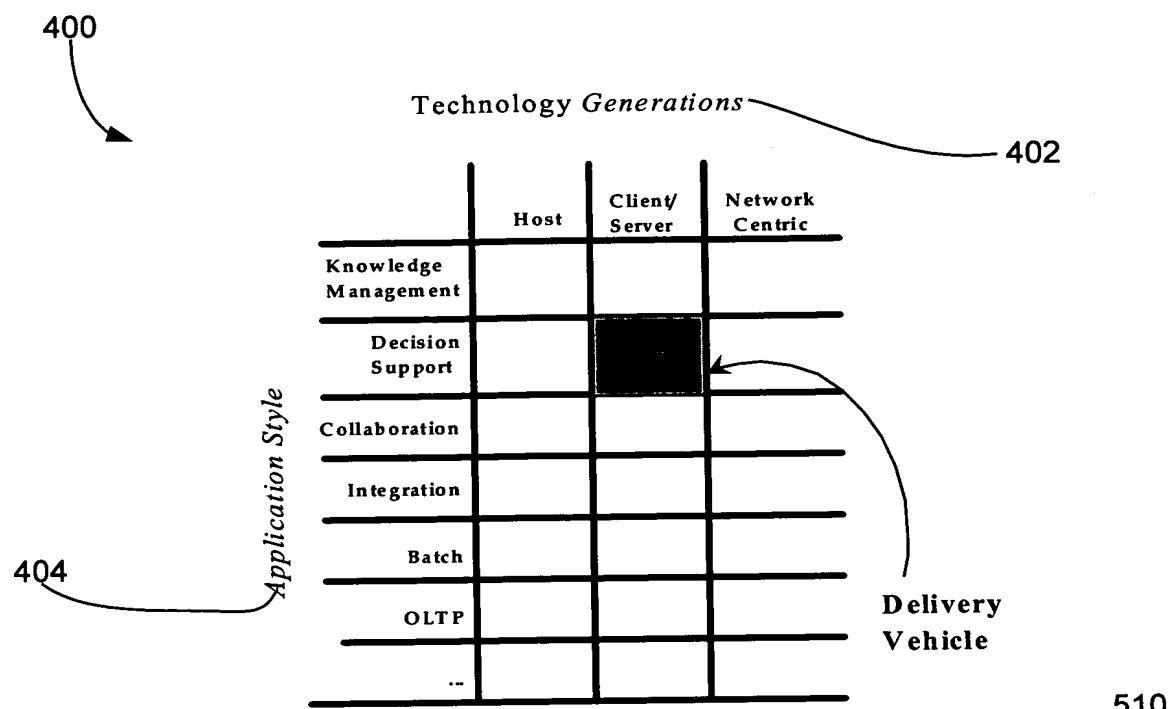 400
Technology Generations
402
Host
Client/
Server
Network
Centric
Knowledge
Management
Decision
Support
Collaboration
Application Style
Integration
Batch
404
OLTP
Delivery
Vehicle
...
510